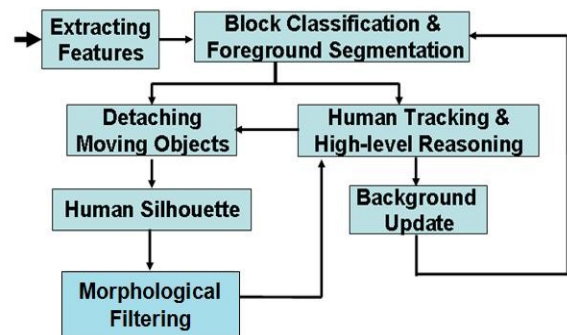 Extracting
Features
Block Classification &
Foreground Segmentation
Detaching
Moving Objects
Human Tracking &
High-level Reasoning
Human Silhouette
Background
Update
Morphological
Filtering